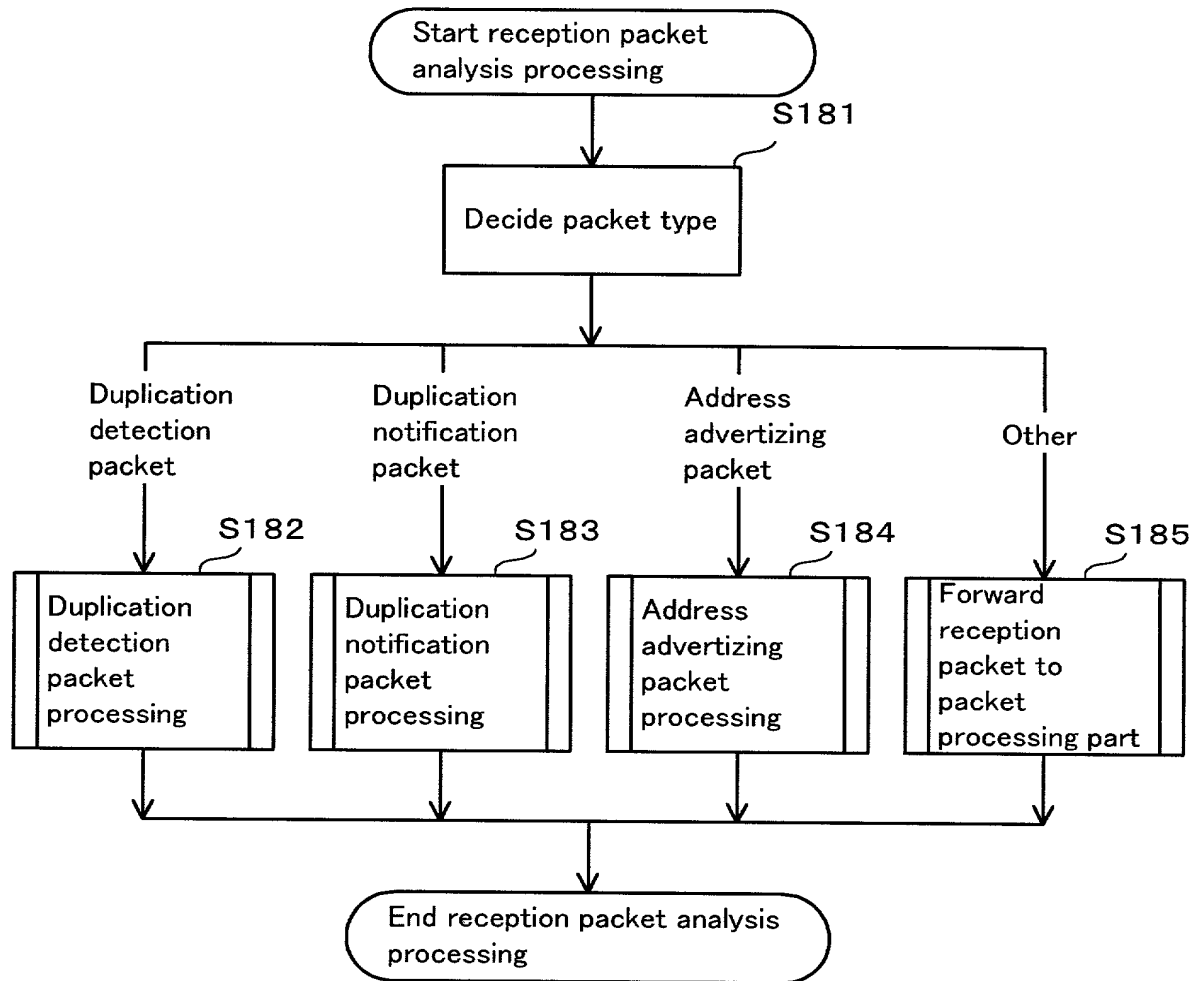 Start reception packet
analysis processing
S181
Decide packet type
Duplication
detection
packet
Duplication
notification
packet
Address
advertizing
packet
Other
S182
Duplication
detection
packet
processing
S183
Duplication
notification
packet
processing
S184
Address
advertizing
packet
processing
S185
Forward
reception
packet to
packet
processing part
End reception packet analysis
processing